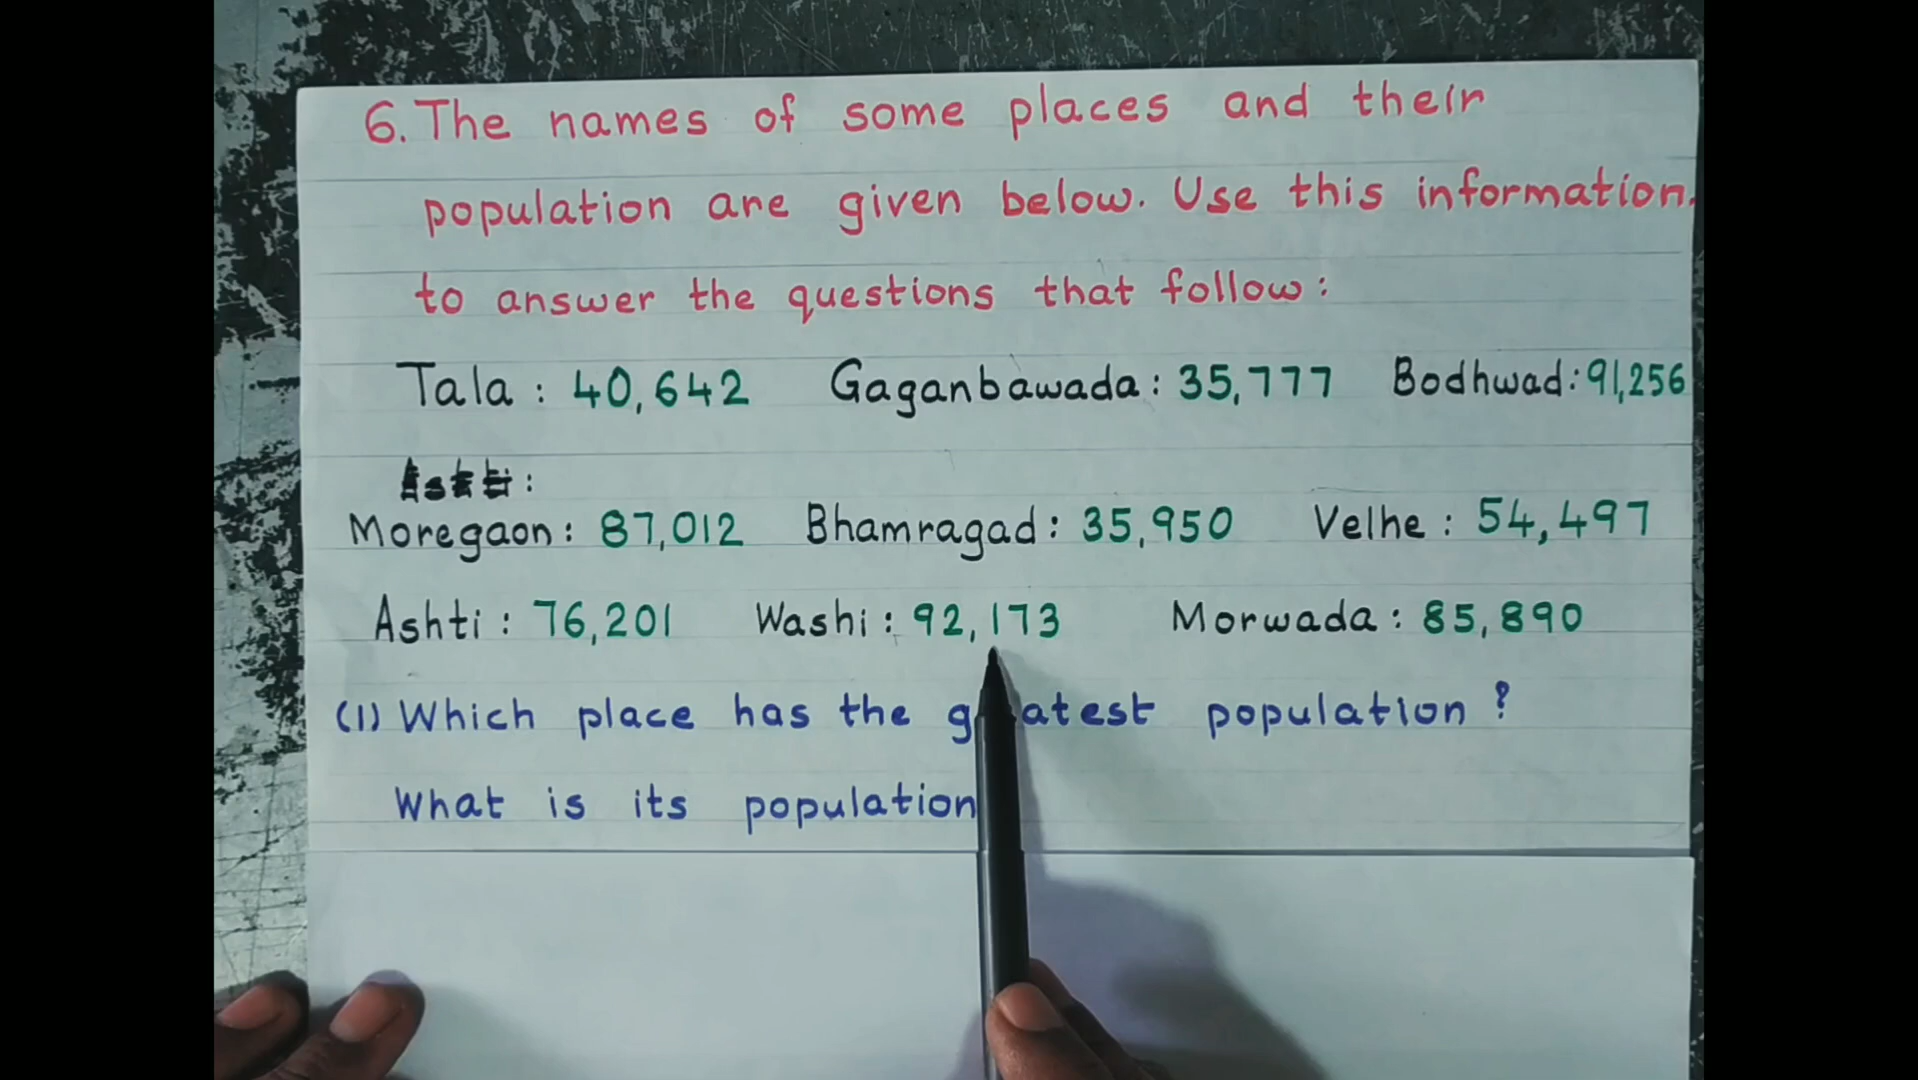 6. The names of some places and their
population are given below. Use this information.
to answer the questions that follow:
Tala: 40,642 Gaganbawada: 35,777 Bodhwad: 91,256
Moregaon: 87,012 Bhamragad: 35,950 Velhe: 54,497
Ashti: 76,201 Washi: 92,173 Morwada: 85,890
(1) Which place has the greatest population?
What is its population